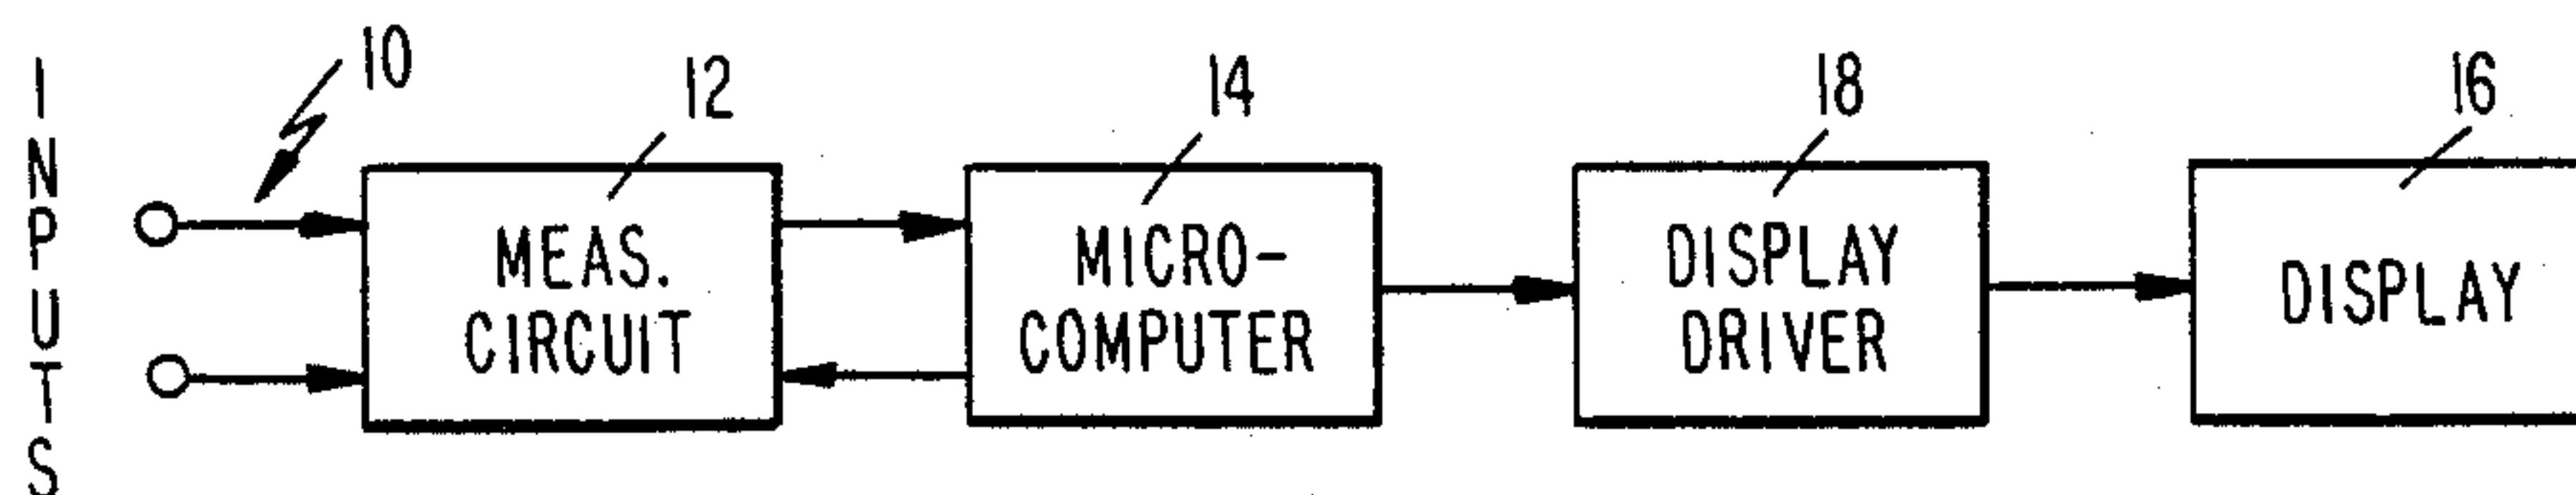 INPUTS
10
12
14
18
16
MEAS.
CIRCUIT
MICRO-
COMPUTER
DISPLAY
DRIVER
DISPLAY